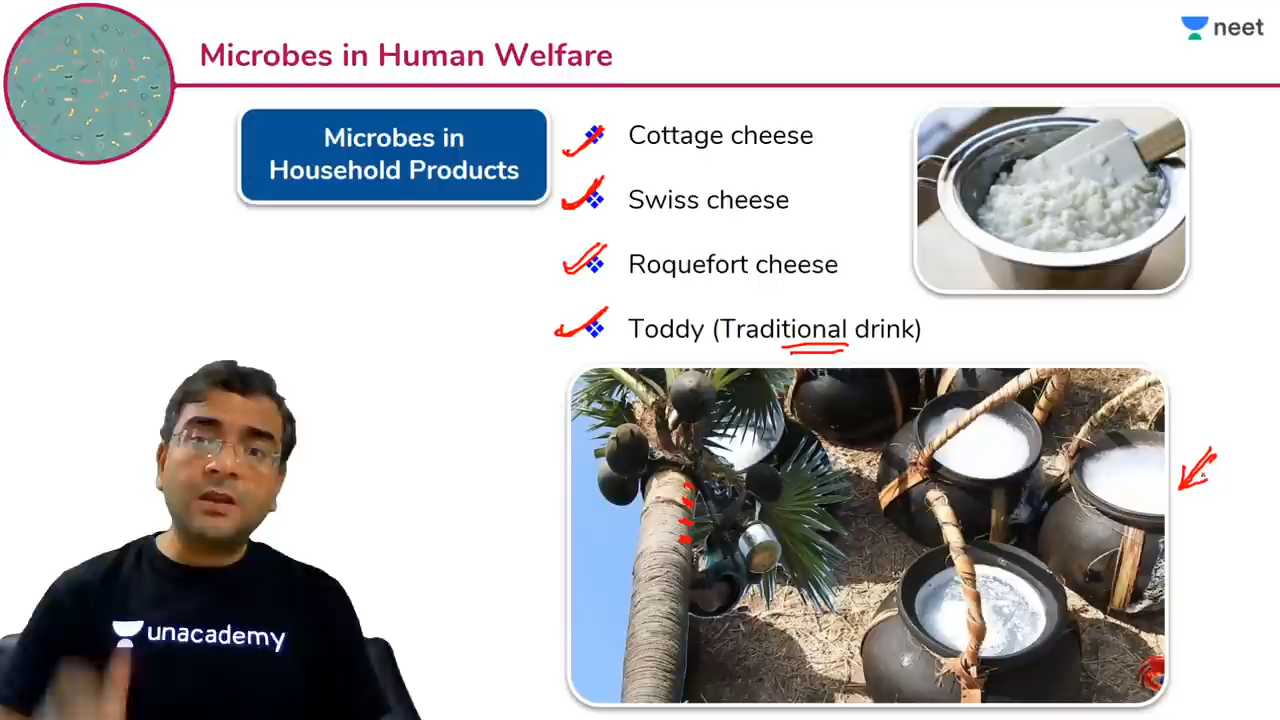 Microbes in Human Welfare
neet
Microbes in
Household Products
Cottage cheese
Swiss cheese
Roquefort cheese
Toddy (Traditional drink)
unacademy